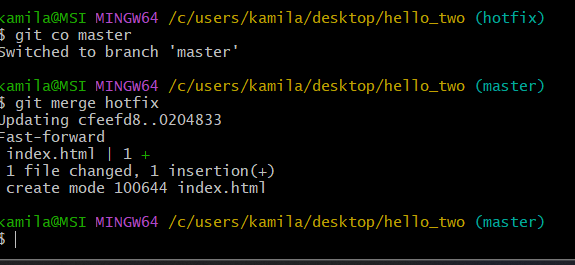 kamila@MSI MINGW64 /c/users/kamila/desktop/hello_two (hotfix)
$ git co master
Switched to branch 'master'
kamila@MSI MINGW64 /c/users/kamila/desktop/hello_two (master)
$ git merge hotfix
Updating cfeefd8..0204833
Fast-forward
index.html | 1 +
1 file changed, 1 insertion(+)
create mode 100644 index.html
kamila@MSI MINGW64 /c/users/kamila/desktop/hello_two (master)
$